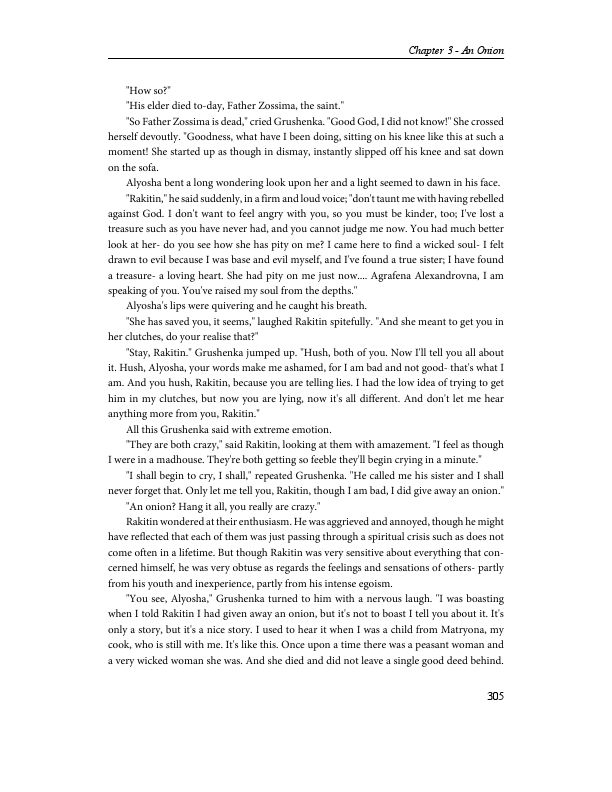 Chapter 3 - An Onion
"How so?"
"His elder died to-day, Father Zossima, the saint."
"So Father Zossima is dead," cried Grushenka. "Good God, I did not know!" She crossed
herself devoutly. "Goodness, what have I been doing, sitting on his knee like this at such a
moment! She started up as though in dismay, instantly slipped off his knee and sat down
on the sofa.
Alyosha bent a long wondering look upon her and a light seemed to dawn in his face.
"Rakitin," he said suddenly, in a firm and loud voice; "don't taunt me with having rebelled
against God. I don't want to feel angry with you, so you must be kinder, too; I've lost a
treasure such as you have never had, and you cannot judge me now. You had much better
look at her- do you see how she has pity on me? I came here to find a wicked soul- I felt
drawn to evil because I was base and evil myself, and I've found a true sister; I have found
a treasure- a loving heart. She had pity on me just now.... Agrafena Alexandrovna, I am
speaking of you. You've raised my soul from the depths."
Alyosha's lips were quivering and he caught his breath.
"She has saved you, it seems," laughed Rakitin spitefully. "And she meant to get you in
her clutches, do your realise that?"
"Stay, Rakitin." Grushenka jumped up. "Hush, both of you. Now I'll tell you all about
it. Hush, Alyosha, your words make me ashamed, for I am bad and not good- that's what I
am. And you hush, Rakitin, because you are telling lies. I had the low idea of trying to get
him in my clutches, but now you are lying, now it's all different. And don't let me hear
anything more from you, Rakitin."
All this Grushenka said with extreme emotion.
"They are both crazy," said Rakitin, looking at them with amazement. "I feel as though
I were in a madhouse. They're both getting so feeble they'll begin crying in a minute."
"I shall begin to cry, I shall," repeated Grushenka. "He called me his sister and I shall
never forget that. Only let me tell you, Rakitin, though I am bad, I did give away an onion."
"An onion? Hang it all, you really are crazy."
Rakitin wondered at their enthusiasm. He was aggrieved and annoyed, though he might
have reflected that each of them was just passing through a spiritual crisis such as does not
come often in a lifetime. But though Rakitin was very sensitive about everything that con-
cerned himself, he was very obtuse as regards the feelings and sensations of others- partly
from his youth and inexperience, partly from his intense egoism.
"You see, Alyosha," Grushenka turned to him with a nervous laugh. "I was boasting
when I told Rakitin I had given away an onion, but it's not to boast I tell you about it. It's
only a story, but it's a nice story. I used to hear it when I was a child from Matryona, my
cook, who is still with me. It's like this. Once upon a time there was a peasant woman and
a very wicked woman she was. And she died and did not leave a single good deed behind.
305